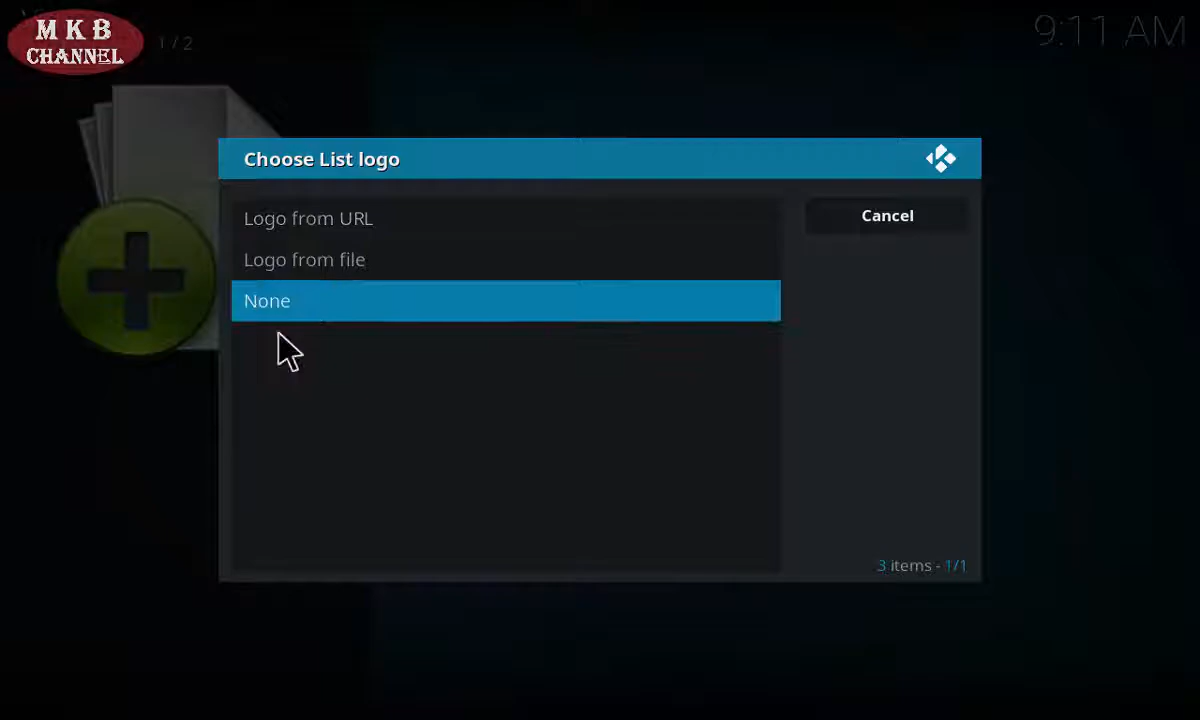 MKB
CHANNEL
1 / 2
9:11 AM
Choose List logo
Logo from URL
Cancel
Logo from file
None
3 items - 1/1